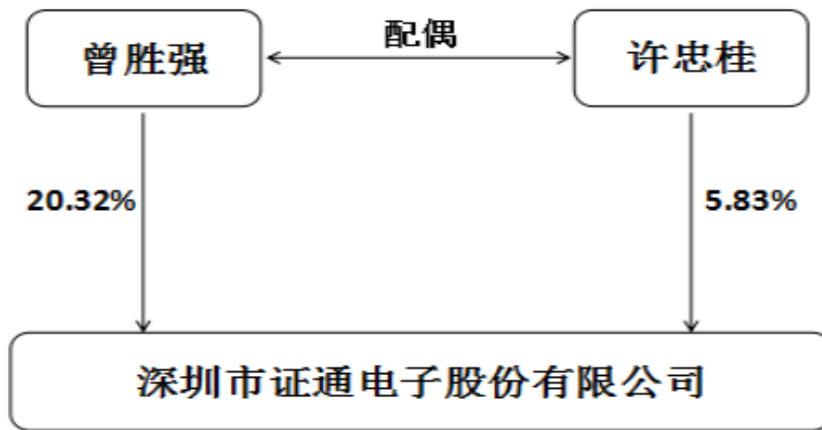 配偶
曾胜强
许忠桂
20.32%
5.83%
深圳市证通电子股份有限公司